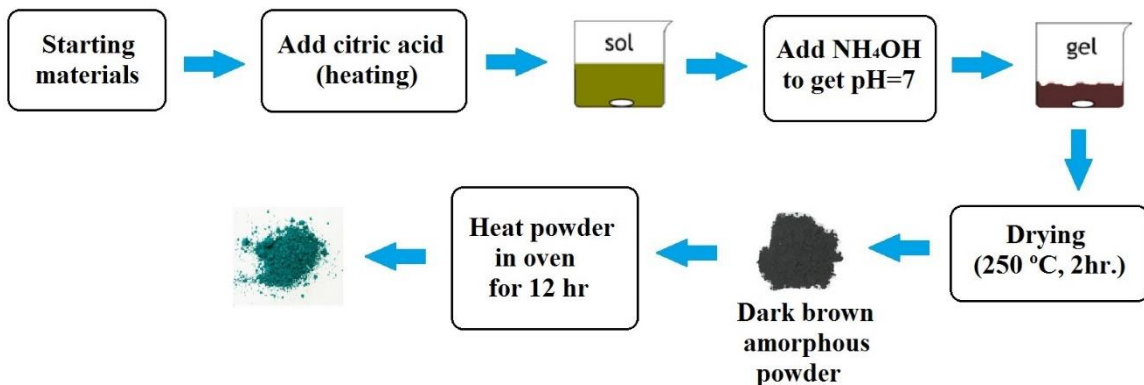 Starting
materials
Add citric acid
(heating)
sol
Add NH₄OH
to get pH=7
gel
Drying
(250 ºC, 2hr.)
Dark brown
amorphous
powder
Heat powder
in oven
for 12 hr